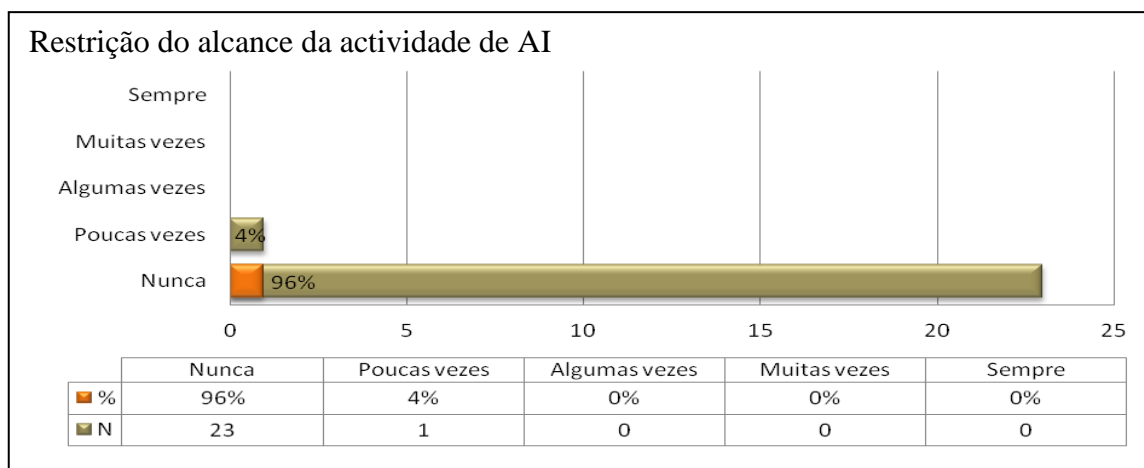 Restrição do alcance da actividade de AI
Sempre
Muitas vezes
Algumas vezes
Poucas vezes 4%
Nunca 96%
0 5 10 15 20 25
Nunca Poucas vezes Algumas vezes Muitas vezes Sempre
% 96% 4% 0% 0% 0%
N 23 1 0 0 0